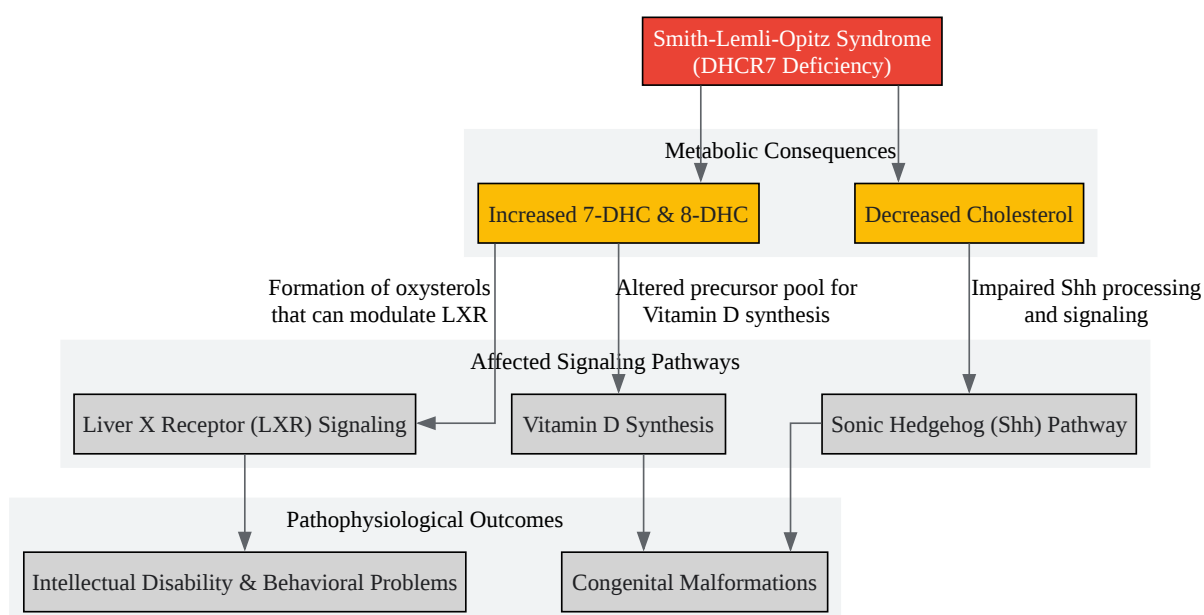 Smith-Lemli-Opitz Syndrome
(DHCR7 Deficiency)
Metabolic Consequences
Increased 7-DHC & 8-DHC
Decreased Cholesterol
Formation of oxysterols
that can modulate LXR
Altered precursor pool for
Vitamin D synthesis
Impaired Shh processing
and signaling
Affected Signaling Pathways
Liver X Receptor (LXR) Signaling
Vitamin D Synthesis
Sonic Hedgehog (Shh) Pathway
Pathophysiological Outcomes
Intellectual Disability & Behavioral Problems
Congenital Malformations